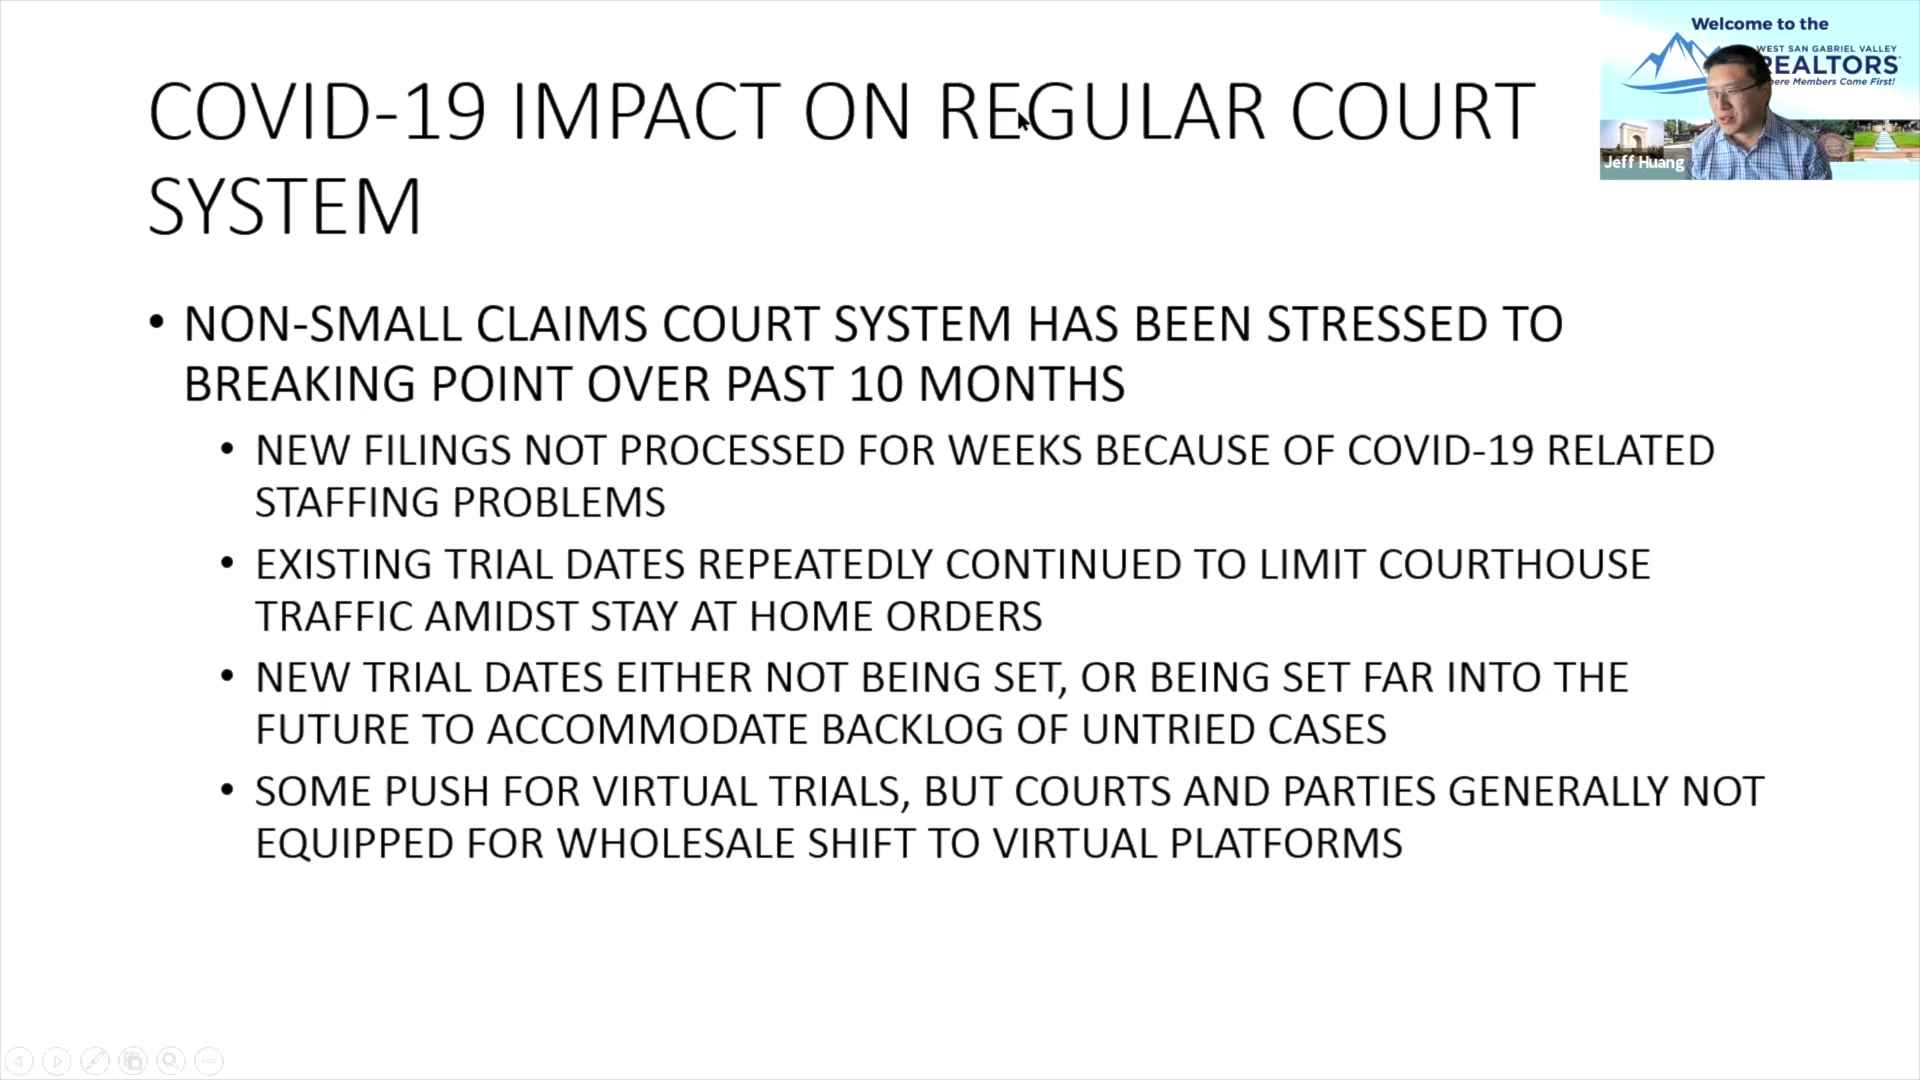 COVID-19 IMPACT ON REGULAR COURT
SYSTEM
• NON-SMALL CLAIMS COURT SYSTEM HAS BEEN STRESSED TO
BREAKING POINT OVER PAST 10 MONTHS
• NEW FILINGS NOT PROCESSED FOR WEEKS BECAUSE OF COVID-19 RELATED
STAFFING PROBLEMS
• EXISTING TRIAL DATES REPEATEDLY CONTINUED TO LIMIT COURTHOUSE
TRAFFIC AMIDST STAY AT HOME ORDERS
• NEW TRIAL DATES EITHER NOT BEING SET, OR BEING SET FAR INTO THE
FUTURE TO ACCOMMODATE BACKLOG OF UNTRIED CASES
• SOME PUSH FOR VIRTUAL TRIALS, BUT COURTS AND PARTIES GENERALLY NOT
EQUIPPED FOR WHOLESALE SHIFT TO VIRTUAL PLATFORMS
Welcome to the
WEST SAN GABRIEL VALLEY
REALTORS
Members Come First!
Jeff Huang